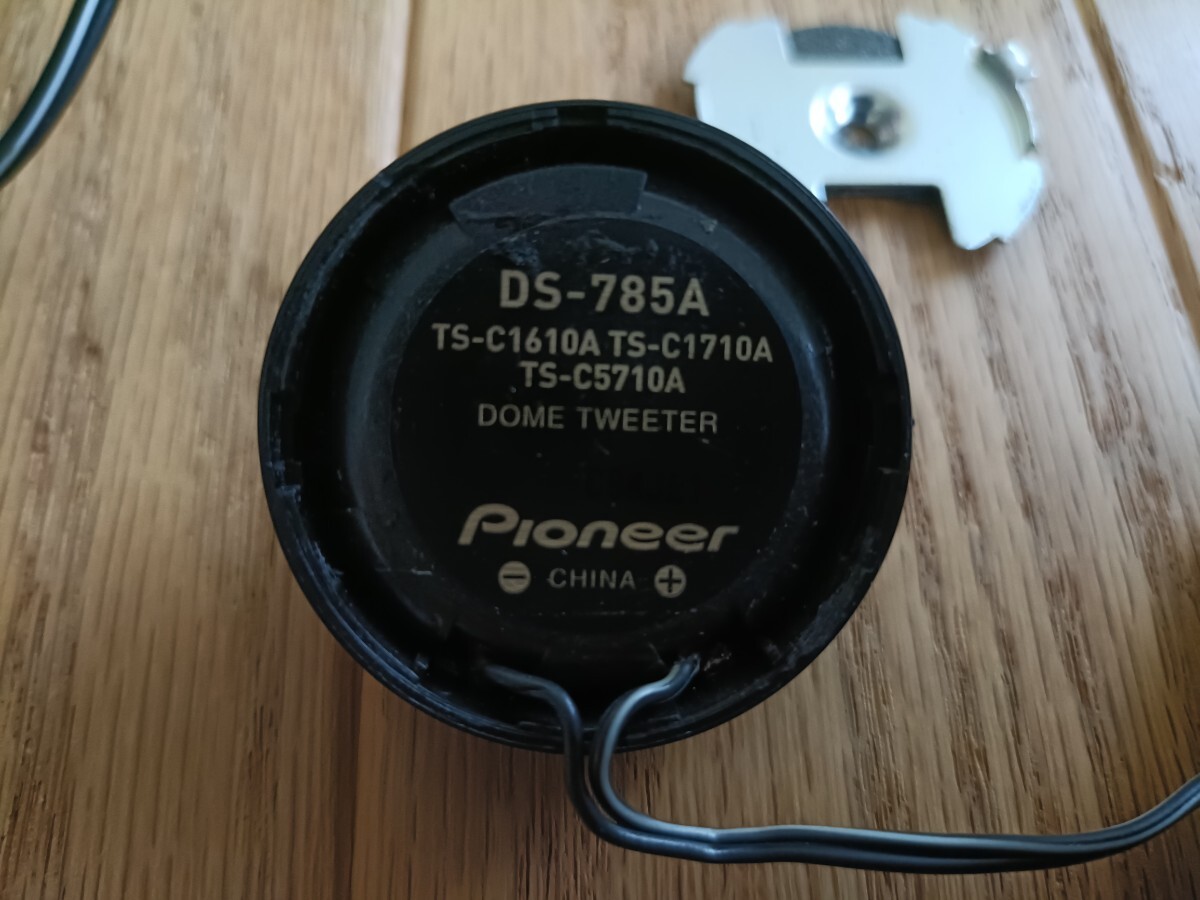 DS-785A
TS-C1610A TS-C1710A
TS-C5710A
DOME TWEETER
Pioneer
⊖ CHINA ⊕